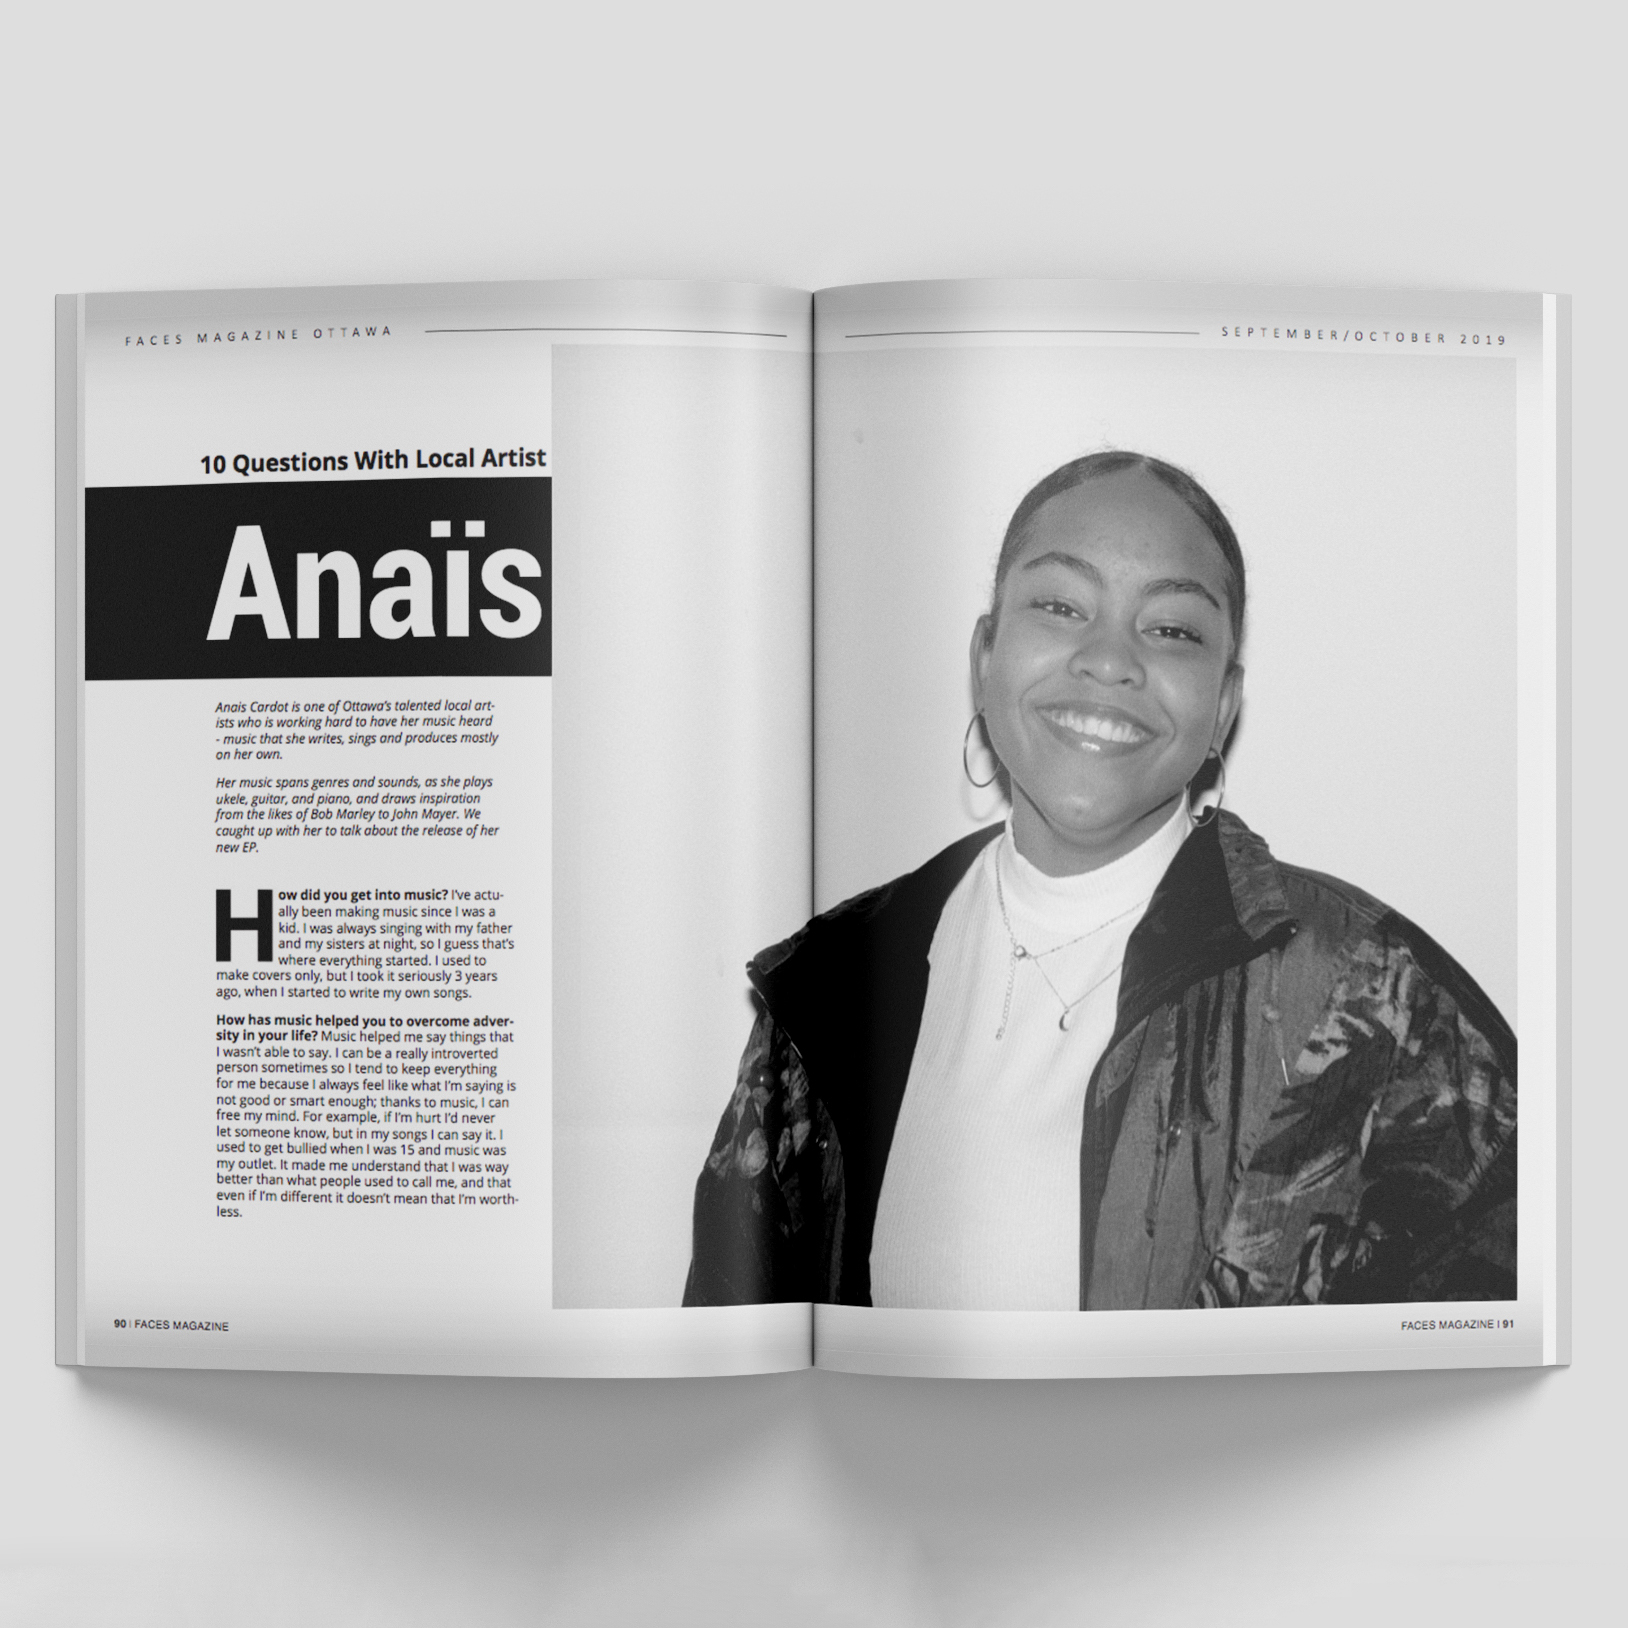 FACES MAGAZINE OTTAWA
SEPTEMBER/OCTOBER 2019
10 Questions With Local Artist
Anaïs
Anais Cardot is one of Ottawa's talented local art-
ists who is working hard to have her music heard
- music that she writes, sings and produces mostly
on her own.
Her music spans genres and sounds, as she plays
ukele, guitar, and piano, and draws inspiration
from the likes of Bob Marley to John Mayer. We
caught up with her to talk about the release of her
new EP.
How did you get into music? I've actu-
ally been making music since I was a
kid. I was always singing with my father
and my sisters at night, so I guess that's
where everything started. I used to
make covers only, but I took it seriously 3 years
ago, when I started to write my own songs.
How has music helped you to overcome adver-
sity in your life? Music helped me say things that
I wasn't able to say. I can be a really introverted
person sometimes so I tend to keep everything
for me because I always feel like what I'm saying is
not good or smart enough; thanks to music, I can
free my mind. For example, if I'm hurt I'd never
let someone know, but in my songs I can say it. I
used to get bullied when I was 15 and music was
my outlet. It made me understand that I was way
better than what people used to call me, and that
even if I'm different it doesn't mean that I'm worth-
less.
90 | FACES MAGAZINE
FACES MAGAZINE | 91